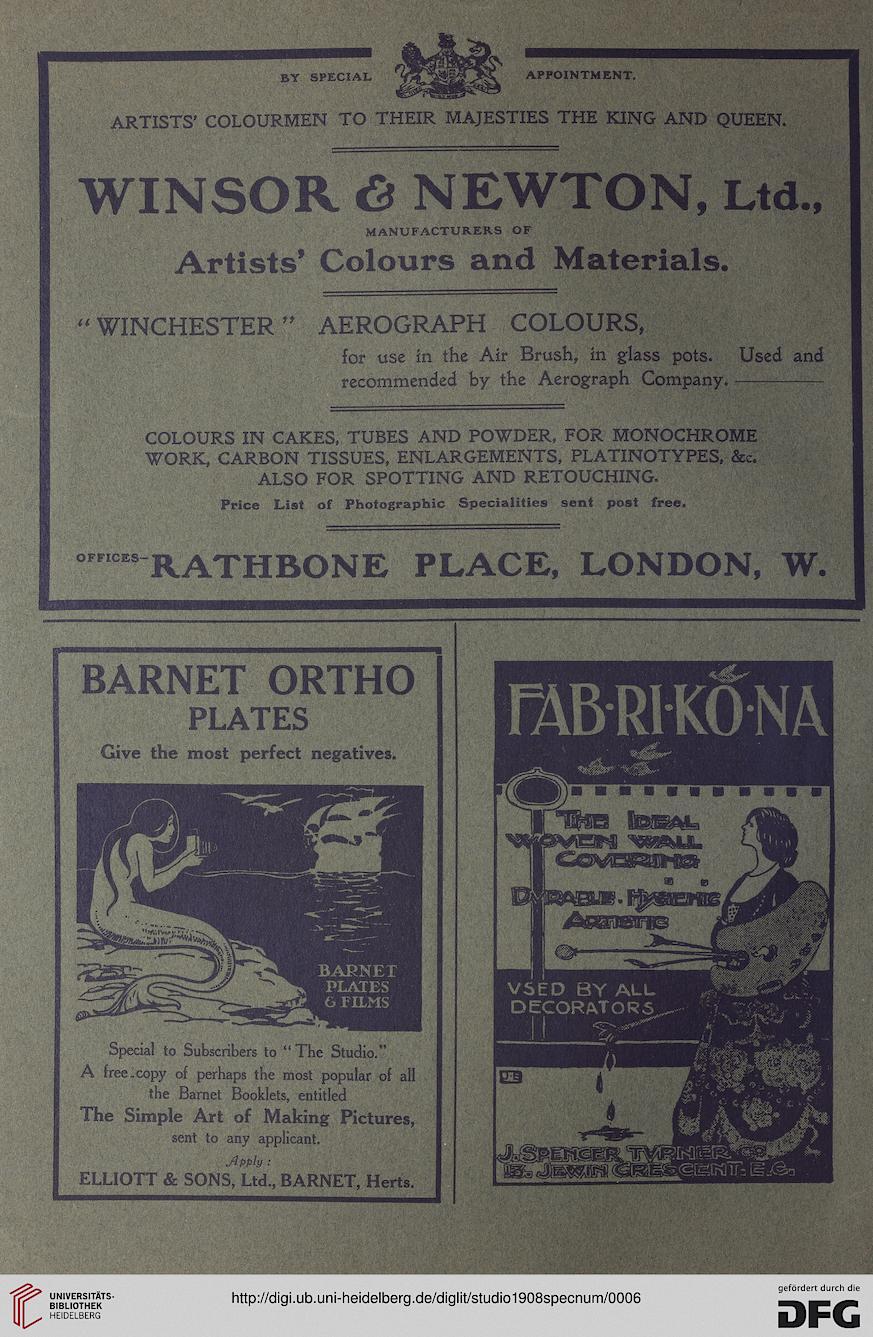 BY SPECIAL APPOINTMENT.
ARTISTS' COLOURMEN TO THEIR MAJESTIES THE KING AND QUEEN.
WINSOR & NEWTON, Ltd.,
MANUFACTURERS OF
Artists' Colours and Materials.
"WINCHESTER" AEROGRAPH COLOURS,
for use in the Air Brush, in glass pots. Used and
recommended by the Aerograph Company.
COLOURS IN CAKES, TUBES AND POWDER, FOR MONOCHROME
WORK, CARBON TISSUES, ENLARGEMENTS, PLATINOTYPES, &c.
ALSO FOR SPOTTING AND RETOUCHING.
Price List of Photographic Specialities sent post free.
OFFICES—RATHBONE PLACE, LONDON, W.
BARNET ORTHO
PLATES
Give the most perfect negatives.
BARNET
PLATES
& FILMS
Special to Subscribers to "The Studio."
A free copy of perhaps the most popular of all
the Barnet Booklets, entitled
The Simple Art of Making Pictures,
sent to any applicant.
Apply:
ELLIOTT & SONS, Ltd., BARNET, Herts.
FAB·RI·KO·NA
THE IDEAL
WOVEN WALL
COVERING
DVRABLE · HYGIENIC
ARTISTIC
VSED BY ALL
DECORATORS
J. SPENCER TVRNER CO
13. JEWIN CRESCENT. E.C.
UNIVERSITÄTS-
BIBLIOTHEK
HEIDELBERG
http://digi.ub.uni-heidelberg.de/diglit/studio1908specnum/0006
gefördert durch die
DFG